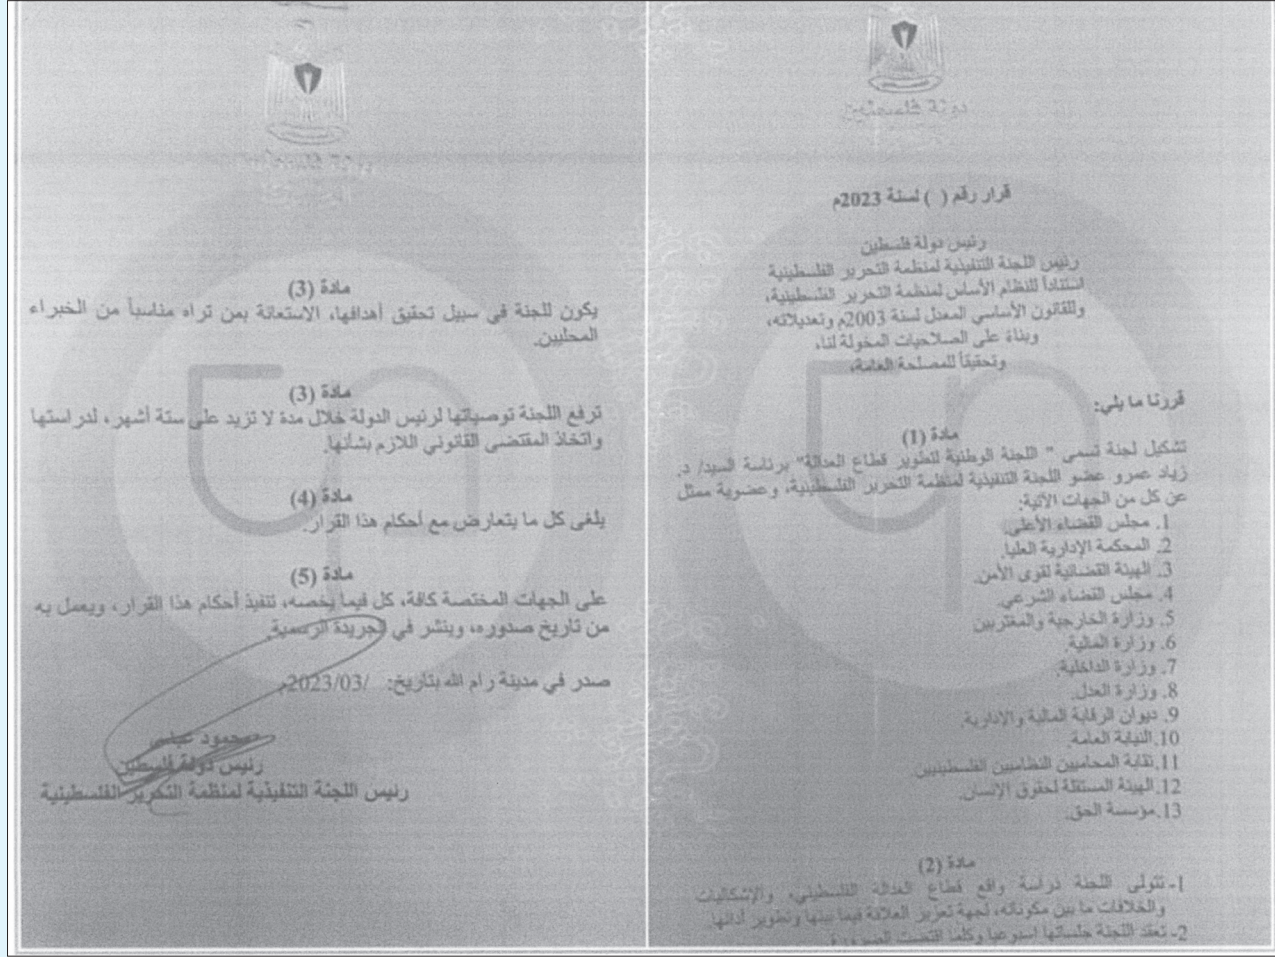 دولة فلسطين
قرار رقم ( ) لسنة 2023م
رئيس دولة فلسطين
رئيس اللجنة التنفيذية لمنظمة التحرير الفلسطينية
استناداً للنظام الأساس لمنظمة التحرير الفلسطينية،
وللقانون الأساسي المعدل لسنة 2003م وتعديلاته،
وبناءً على الصلاحيات المخولة لنا،
وتحقيقاً للمصلحة العامة،
قررنا ما يلي:
مادة (1)
تشكيل لجنة تسمى " اللجنة الوطنية لتطوير قطاع العدالة" برئاسة السيد/ د.
زياد عمرو عضو اللجنة التنفيذية لمنظمة التحرير الفلسطينية، وعضوية ممثل
عن كل من الجهات الآتية:
1. مجلس القضاء الأعلى.
2. المحكمة الإدارية العليا.
3. الهيئة القضائية لقوى الأمن.
4. مجلس القضاء الشرعي.
5. وزارة الخارجية والمغتربين
6. وزارة المالية.
7. وزارة الداخلية.
8. وزارة العدل.
9. ديوان الرقابة المالية والإدارية.
10. النيابة العامة.
11. نقابة المحاميين النظاميين الفلسطينيين
12. الهيئة المستقلة لحقوق الإنسان.
13. مؤسسة الحق.
مادة (2)
1- تتولى اللجنة دراسة واقع قطاع العدالة الفلسطيني، والإشكاليات
والخلافات ما بين مكوناته، لجهة تعزيز العلاقة فيما بينها وتطوير أدائها.
2- تعقد اللجنة جلساتها اسبوعيا وكلما اقتضت الضرورة
مادة (3)
يكون للجنة في سبيل تحقيق أهدافها، الاستعانة بمن تراه مناسباً من الخبراء
المحليين.
مادة (3)
ترفع اللجنة توصياتها لرئيس الدولة خلال مدة لا تزيد على ستة أشهر، لدراستها
واتخاذ المقتضى القانوني اللازم بشأنها.
مادة (4)
يلغى كل ما يتعارض مع أحكام هذا القرار.
مادة (5)
على الجهات المختصة كافة، كل فيما يخصه، تنفيذ أحكام هذا القرار، ويعمل به
من تاريخ صدوره، وينشر في الجريدة الرسمية.
صدر في مدينة رام الله بتاريخ: /2023/03م
محمود عباس
رئيس دولة فلسطين
رئيس اللجنة التنفيذية لمنظمة التحرير الفلسطينية